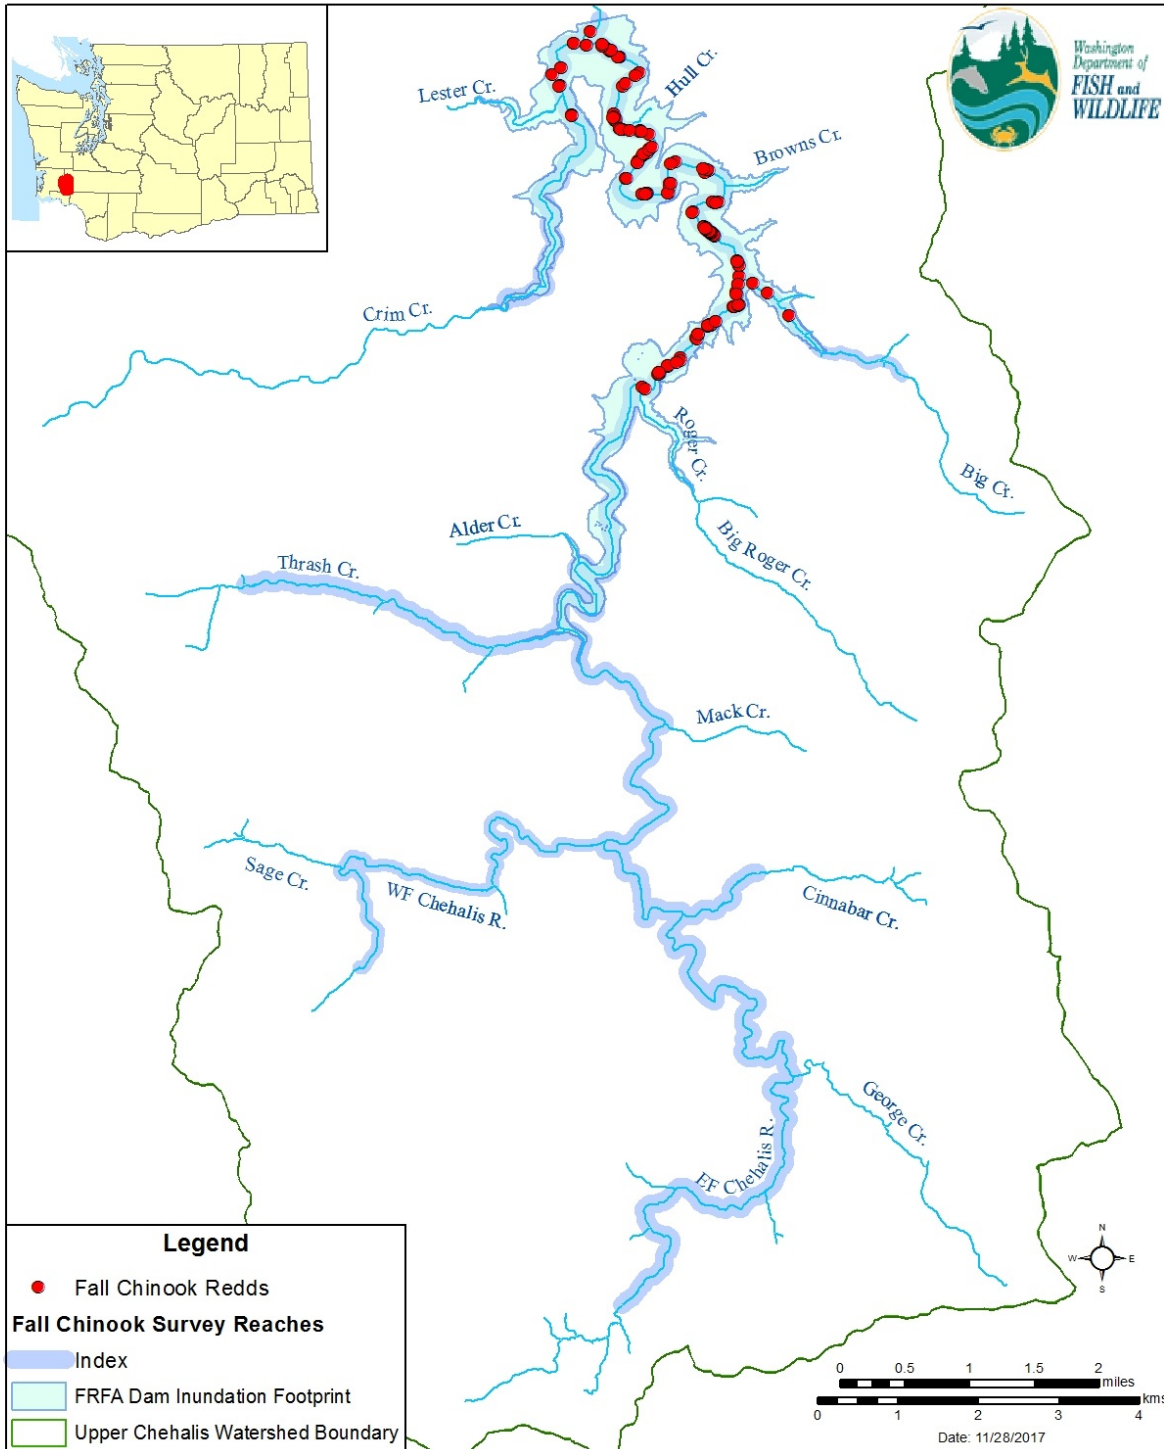 Washington
Department of
FISH and
WILDLIFE
Lester Cr.
Hull Cr.
Browns Cr.
Crim Cr.
Roger Cr.
Big Cr.
Alder Cr.
Big Roger Cr.
Thrash Cr.
Mack Cr.
Sage Cr.
WF Chehalis R.
Cinnabar Cr.
George Cr.
EF Chehalis R.
Legend
Fall Chinook Redds
Fall Chinook Survey Reaches
Index
FRFA Dam Inundation Footprint
Upper Chehalis Watershed Boundary
N
W E
S
0 0.5 1 1.5 2
miles
kms
0 1 2 3 4
Date: 11/28/2017